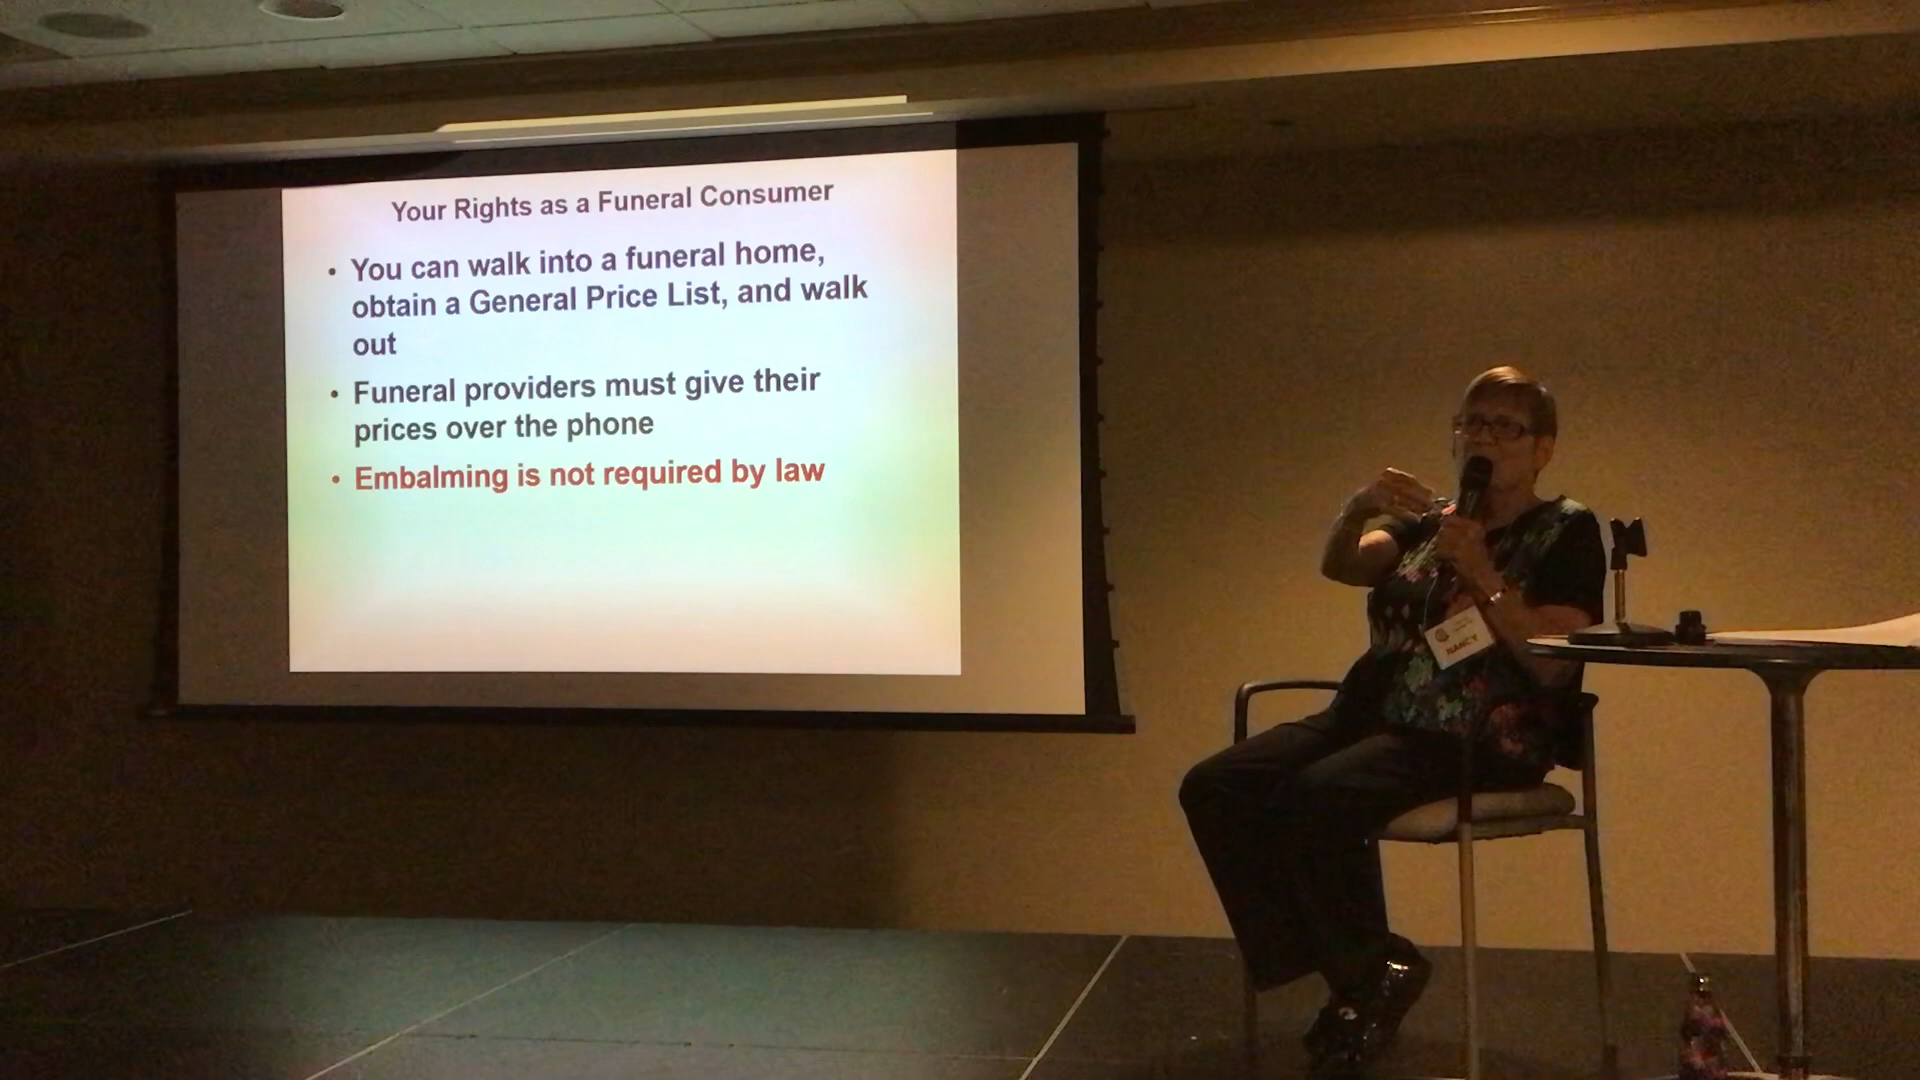 Your Rights as a Funeral Consumer
• You can walk into a funeral home,
obtain a General Price List, and walk
out
• Funeral providers must give their
prices over the phone
• Embalming is not required by law
NANCY